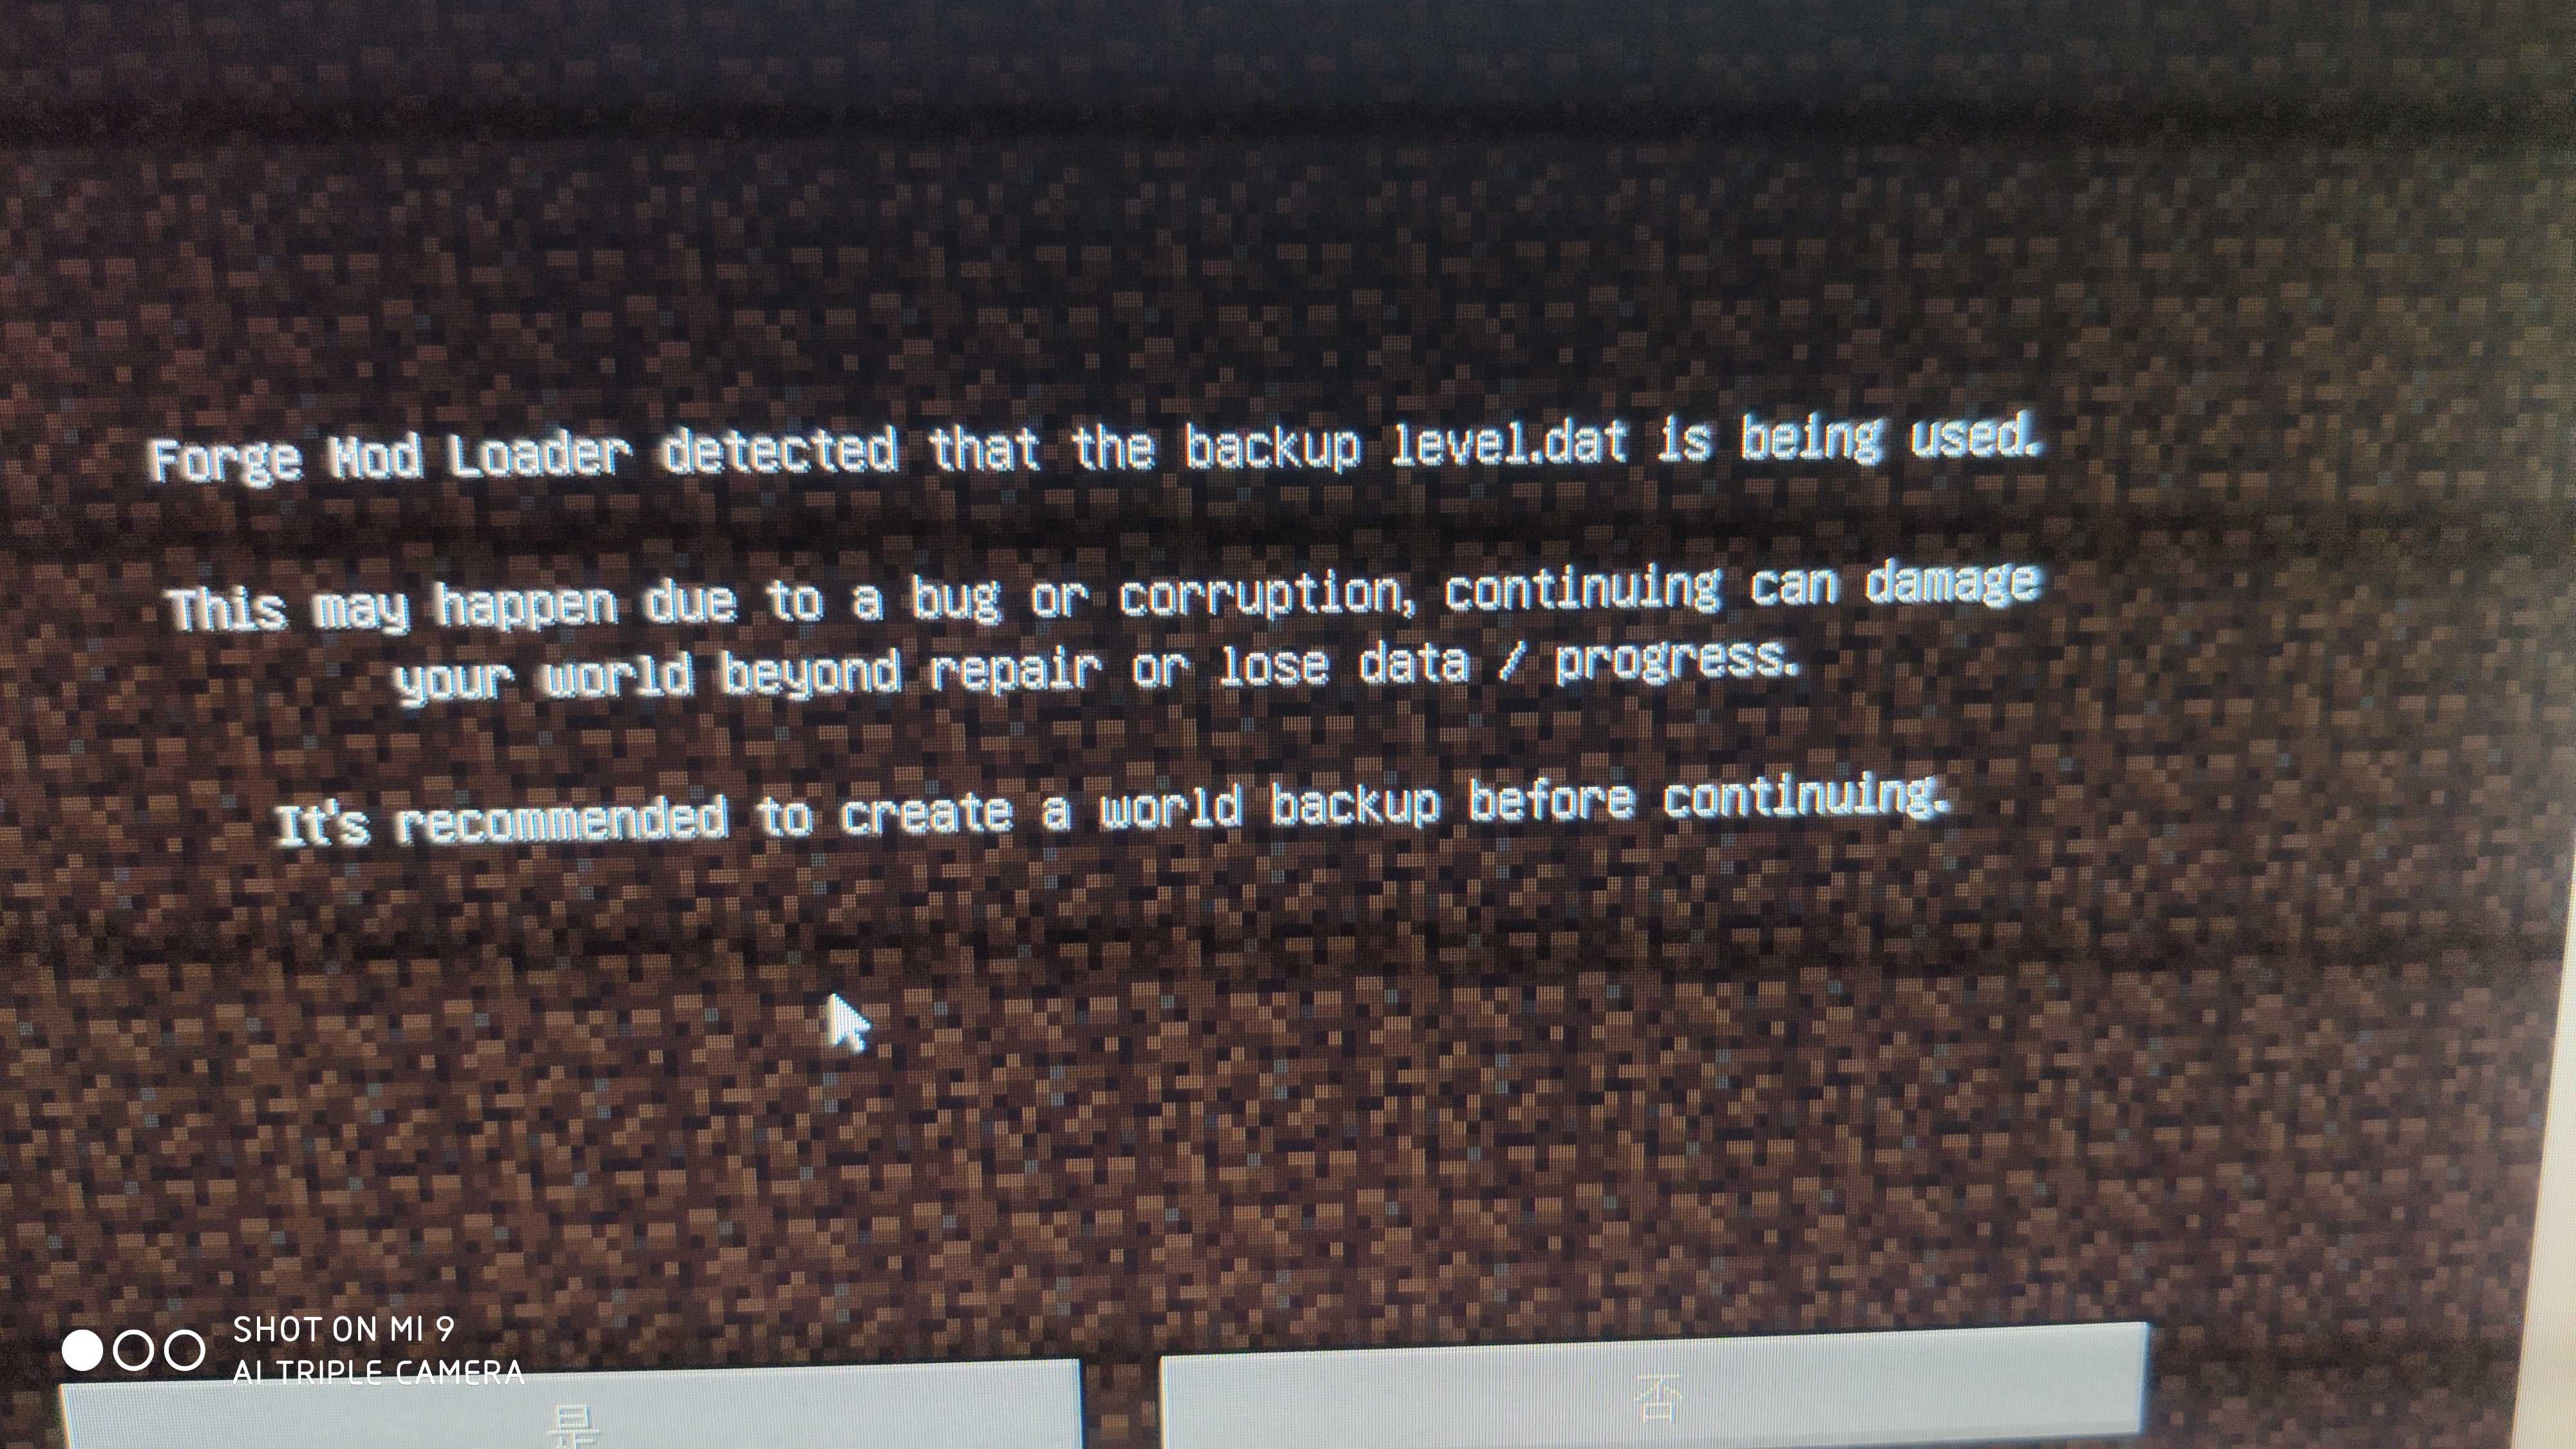 Forge Mod Loader detected that the backup level.dat is being used.
This may happen due to a bug or corruption, continuing can damage
your world beyond repair or lose data / progress.
It's recommended to create a world backup before continuing.
SHOT ON MI 9
AI TRIPLE CAMERA
是
否